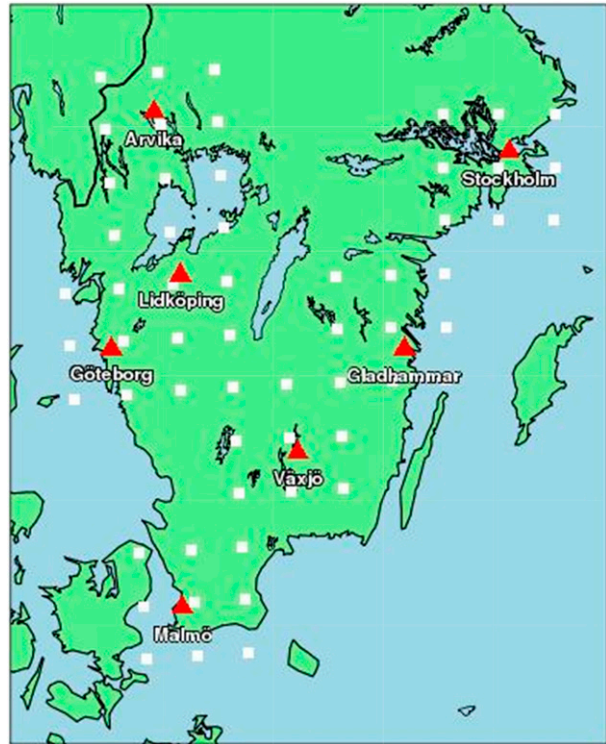 Arvika
Stockholm
Lidköping
Göteborg
Gladhammar
Växjö
Malmö